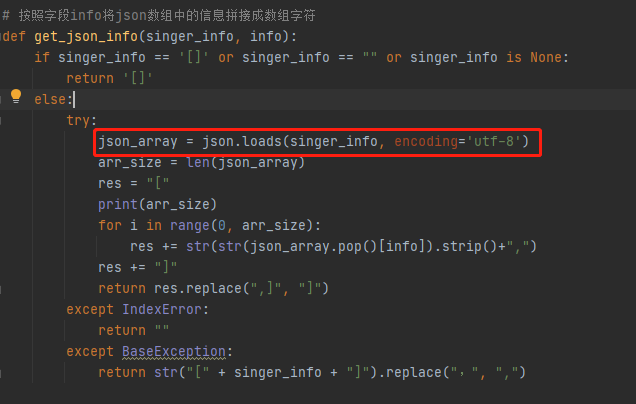 # 按照字段info将json数组中的信息拼接成数组字符
def get_json_info(singer_info, info):
if singer_info == '[]' or singer_info == "" or singer_info is None:
return '[]'
else:
try:
json_array = json.loads(singer_info, encoding='utf-8')
arr_size = len(json_array)
res = "["
print(arr_size)
for i in range(0, arr_size):
res += str(str(json_array.pop()[info]).strip()+",")
res += "]"
return res.replace(",]", "]")
except IndexError:
return ""
except BaseException:
return str("[" + singer_info + "]").replace("，", ",")